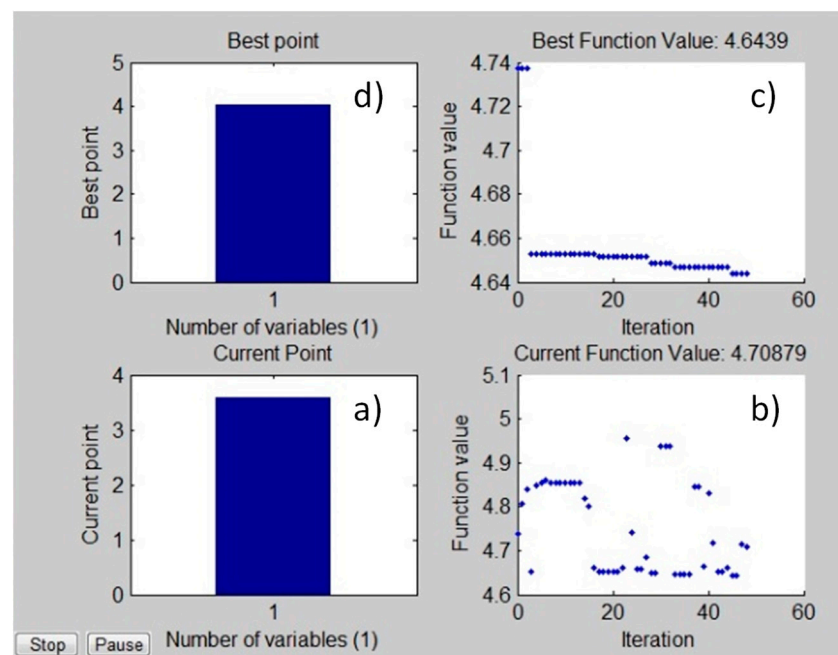 Best point
5
4
3
2
1
0
Best point
d)
1
Number of variables (1)
Best Function Value: 4.6439
4.74
4.72
4.7
4.68
4.66
4.64
Function value
c)
0 20 40 60
Iteration
Current Point
4
3
2
1
0
Current point
a)
1
Number of variables (1)
Current Function Value: 4.70879
5.1
5
4.9
4.8
4.7
4.6
Function value
b)
0 20 40 60
Iteration
Stop Pause